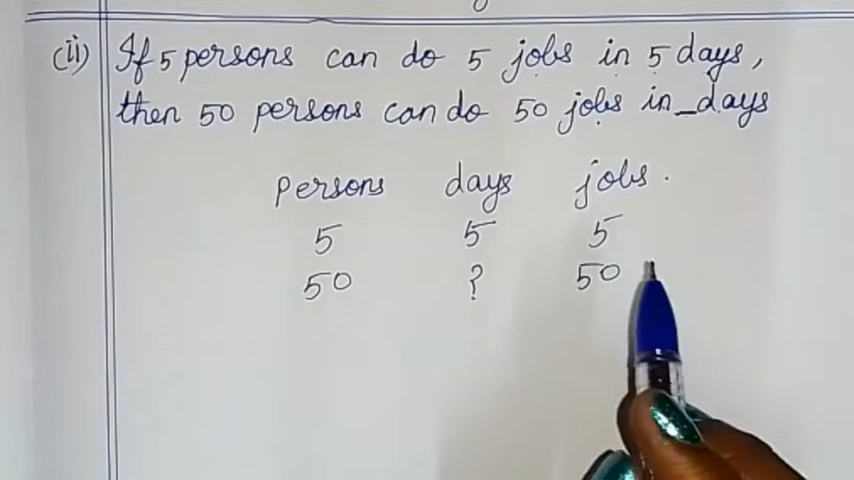 (ii) If 5 persons can do 5 jobs in 5 days,
then 50 persons can do 50 jobs in _ days
persons days jobs.
5 5 5
50 ? 50